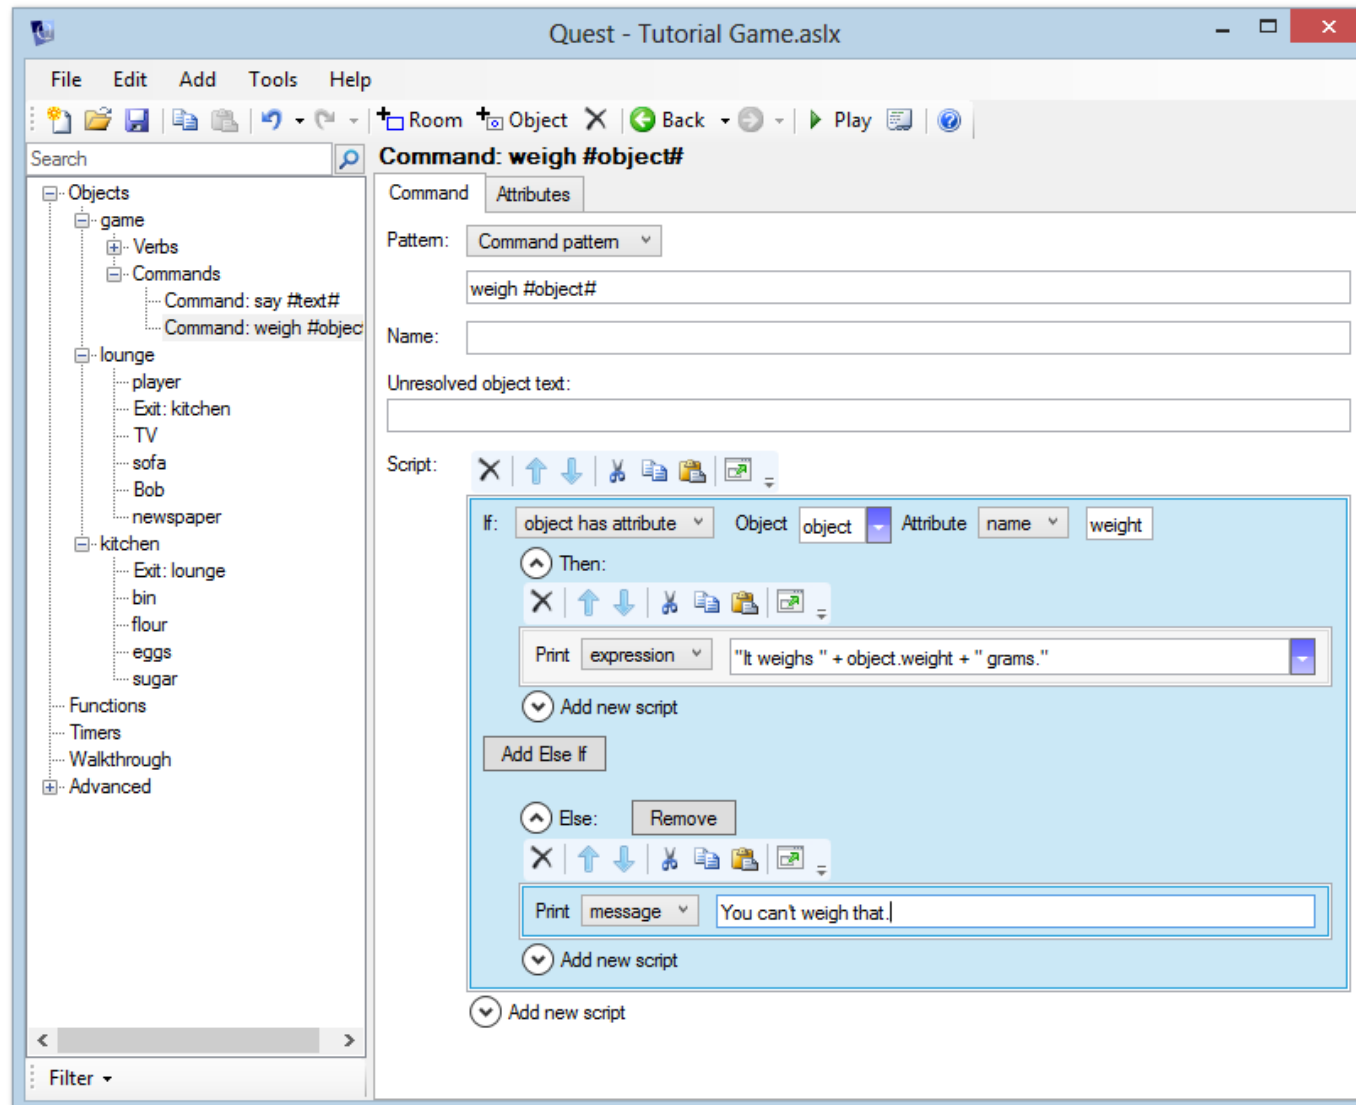 Quest - Tutorial Game.aslx
File Edit Add Tools Help
Room Object Back Play
Search
Command: weigh #object#
Objects
game
Verbs
Commands
Command: say #text#
Command: weigh #object
lounge
player
Exit: kitchen
TV
sofa
Bob
newspaper
kitchen
Exit: lounge
bin
flour
eggs
sugar
Functions
Timers
Walkthrough
Advanced
Filter
Command Attributes
Pattern: Command pattern
weigh #object#
Name:
Unresolved object text:
Script:
If: object has attribute Object object Attribute name weight
Then:
Print expression "It weighs " + object.weight + " grams."
Add new script
Add Else If
Else: Remove
Print message You can't weigh that.
Add new script
Add new script